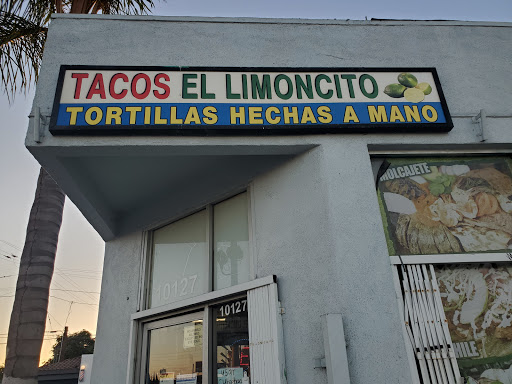 TACOS EL LIMONCITO
TORTILLAS HECHAS A MANO
MOLCAJETE
10127
10127